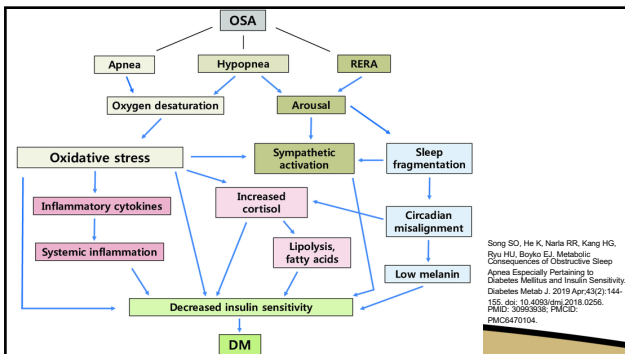 OSA
Apnea
Hypopnea
RERA
Oxygen desaturation
Arousal
Oxidative stress
Sympathetic
activation
Sleep
fragmentation
Inflammatory cytokines
Increased
cortisol
Circadian
misalignment
Systemic inflammation
Lipolysis,
fatty acids
Low melanin
Decreased insulin sensitivity
DM
Song SO, He K, Narla RR, Kang HG,
Ryu HU, Boyko EJ. Metabolic
Consequences of Obstructive Sleep
Apnea Especially Pertaining to
Diabetes Mellitus and Insulin Sensitivity.
Diabetes Metab J. 2019 Apr;43(2):144-
155. doi: 10.4093/dmj.2018.0256.
PMID: 30993938; PMCID:
PMC6470104.